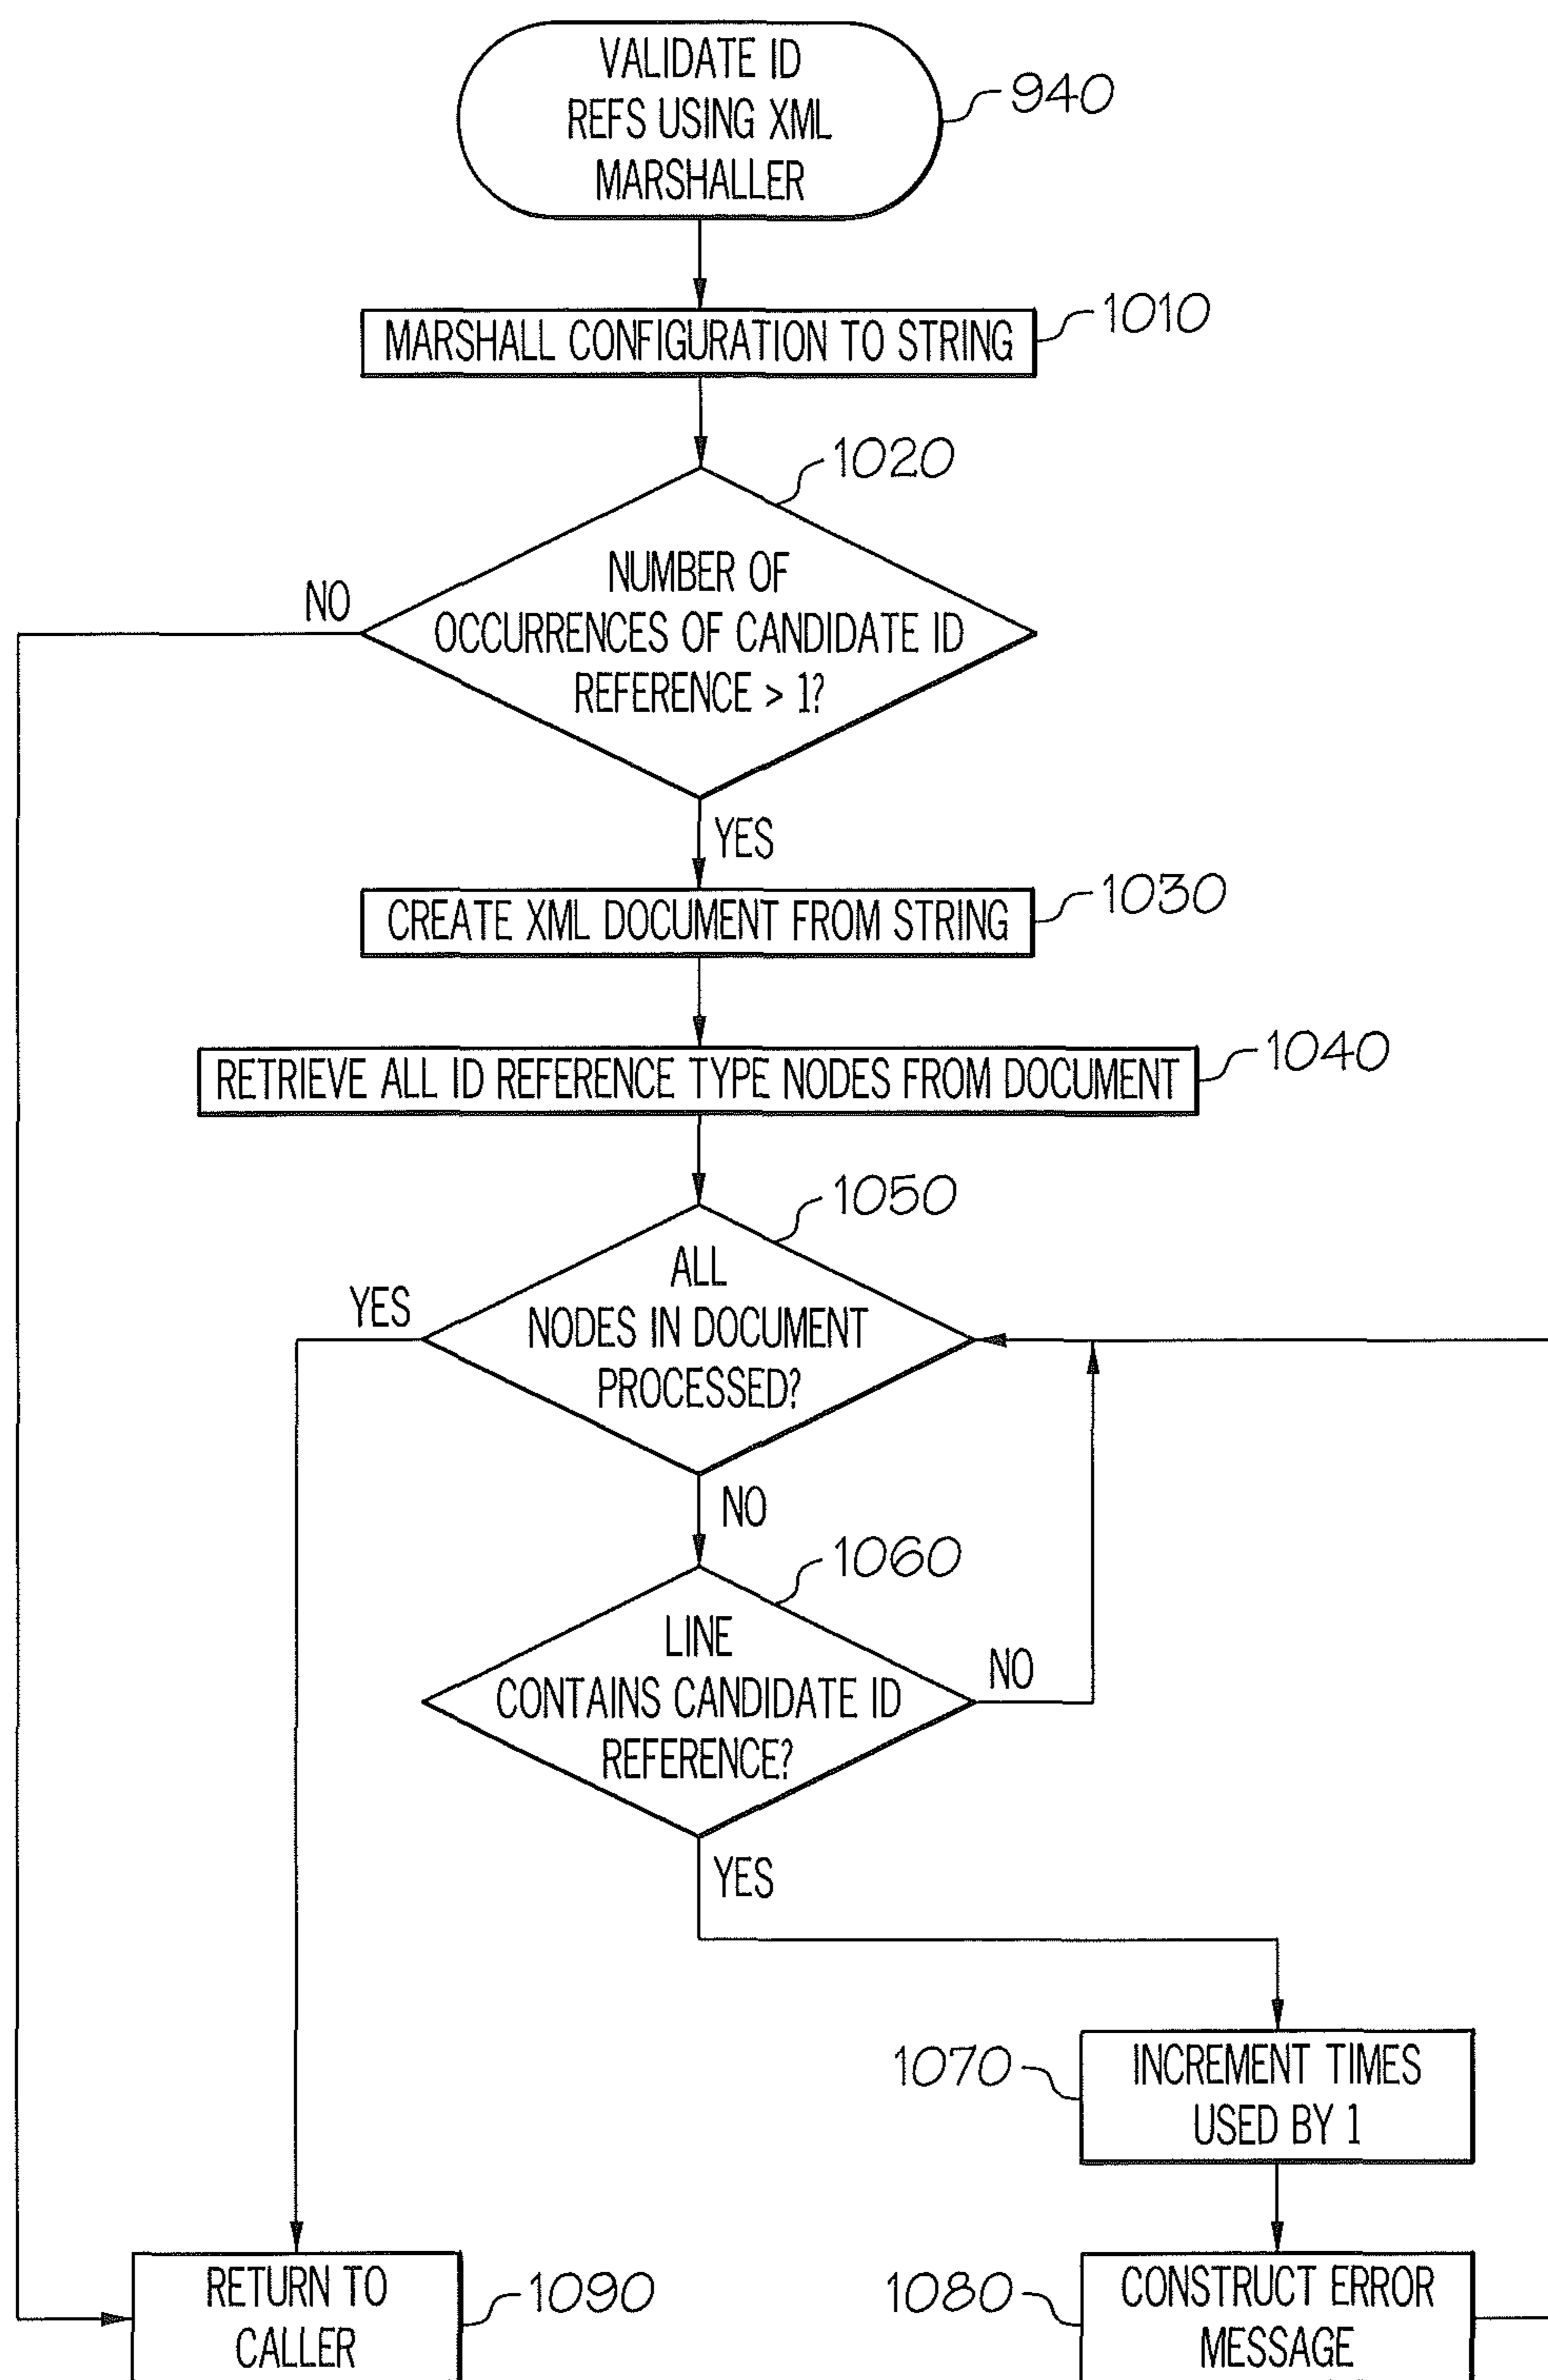 VALIDATE ID
REFS USING XML
MARSHALLER
940
MARSHALL CONFIGURATION TO STRING
1010
1020
NUMBER OF
OCCURRENCES OF CANDIDATE ID
REFERENCE > 1?
NO
YES
CREATE XML DOCUMENT FROM STRING
1030
RETRIEVE ALL ID REFERENCE TYPE NODES FROM DOCUMENT
1040
1050
ALL
NODES IN DOCUMENT
PROCESSED?
YES
NO
1060
LINE
CONTAINS CANDIDATE ID
REFERENCE?
NO
YES
1070
INCREMENT TIMES
USED BY 1
RETURN TO
CALLER
1090
1080
CONSTRUCT ERROR
MESSAGE